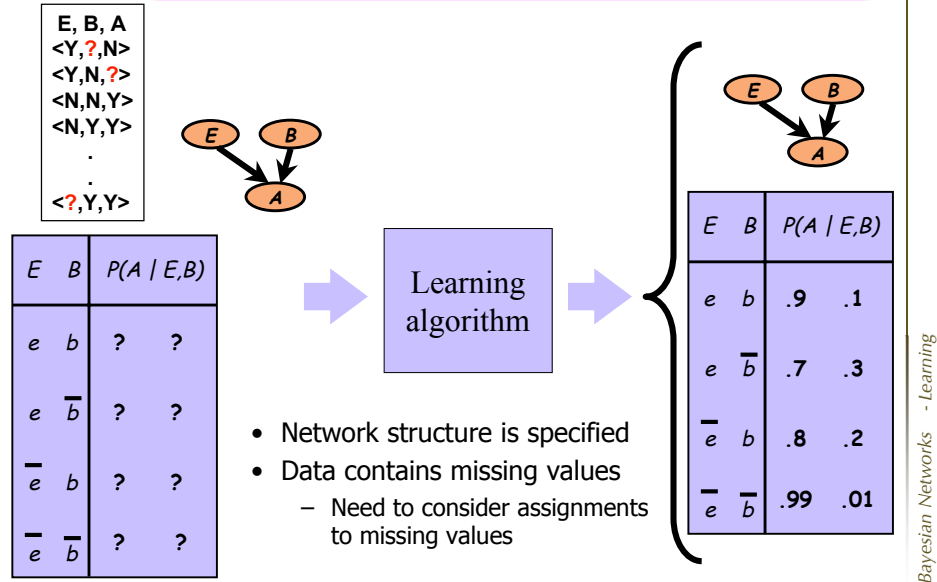 E, B, A
<Y,?,N>
<Y,N,?>
<N,N,Y>
<N,Y,Y>
.
.
<?,Y,Y>
E B
A
E B P(A | E,B)
e b ? ?
e b̅ ? ?
e̅ b ? ?
e̅ b̅ ? ?
Learning
algorithm
• Network structure is specified
• Data contains missing values
– Need to consider assignments
to missing values
E B
A
E B P(A | E,B)
e b .9 .1
e b̅ .7 .3
e̅ b .8 .2
e̅ b̅ .99 .01
Bayesian Networks - Learning